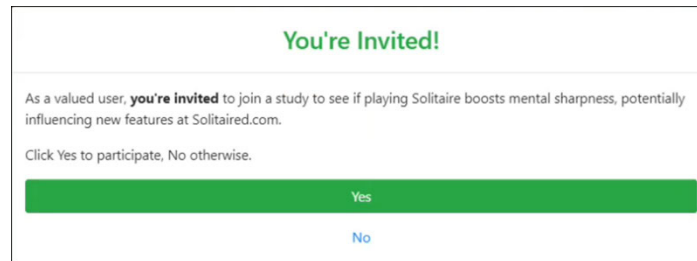 You're Invited!
As a valued user, you're invited to join a study to see if playing Solitaire boosts mental sharpness, potentially
influencing new features at Solitaired.com.
Click Yes to participate, No otherwise.
Yes
No